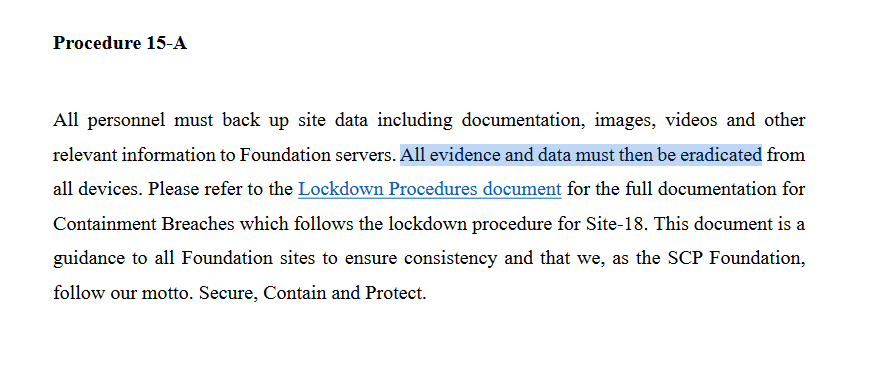 Procedure 15-A
All personnel must back up site data including documentation, images, videos and other
relevant information to Foundation servers. All evidence and data must then be eradicated from
all devices. Please refer to the Lockdown Procedures document for the full documentation for
Containment Breaches which follows the lockdown procedure for Site-18. This document is a
guidance to all Foundation sites to ensure consistency and that we, as the SCP Foundation,
follow our motto. Secure, Contain and Protect.